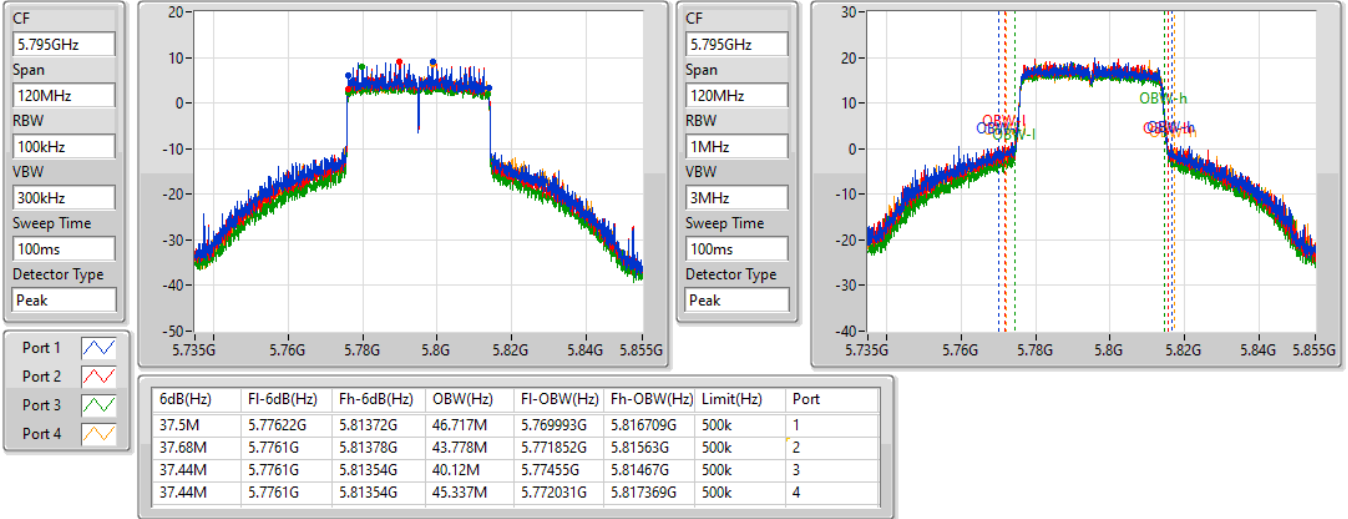 CF
5.795GHz
Span
120MHz
RBW
100kHz
VBW
300kHz
Sweep Time
100ms
Detector Type
Peak
20
10
0
-10
-20
-30
-40
-50
5.735G 5.76G 5.78G 5.8G 5.82G 5.84G 5.855G
CF
5.795GHz
Span
120MHz
RBW
1MHz
VBW
3MHz
Sweep Time
100ms
Detector Type
Peak
30
20
10
0
-10
-20
-30
-40
OBW-h
OBW-l
5.735G 5.76G 5.78G 5.8G 5.82G 5.84G 5.855G
Port 1
Port 2
Port 3
Port 4
6dB(Hz) Fl-6dB(Hz) Fh-6dB(Hz) OBW(Hz) Fl-OBW(Hz) Fh-OBW(Hz) Limit(Hz) Port
37.5M 5.77622G 5.81372G 46.717M 5.769993G 5.816709G 500k 1
37.68M 5.7761G 5.81378G 43.778M 5.771852G 5.81563G 500k 2
37.44M 5.7761G 5.81354G 40.12M 5.77455G 5.81467G 500k 3
37.44M 5.7761G 5.81354G 45.337M 5.772031G 5.817369G 500k 4